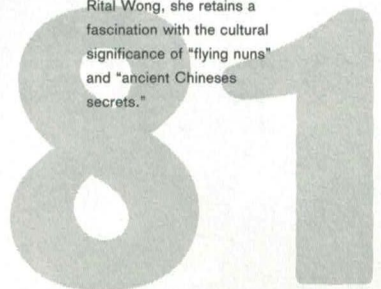 Rital Wong, she retains a
fascination with the cultural
significance of "flying nuns"
and "ancient Chineses
secrets."
81